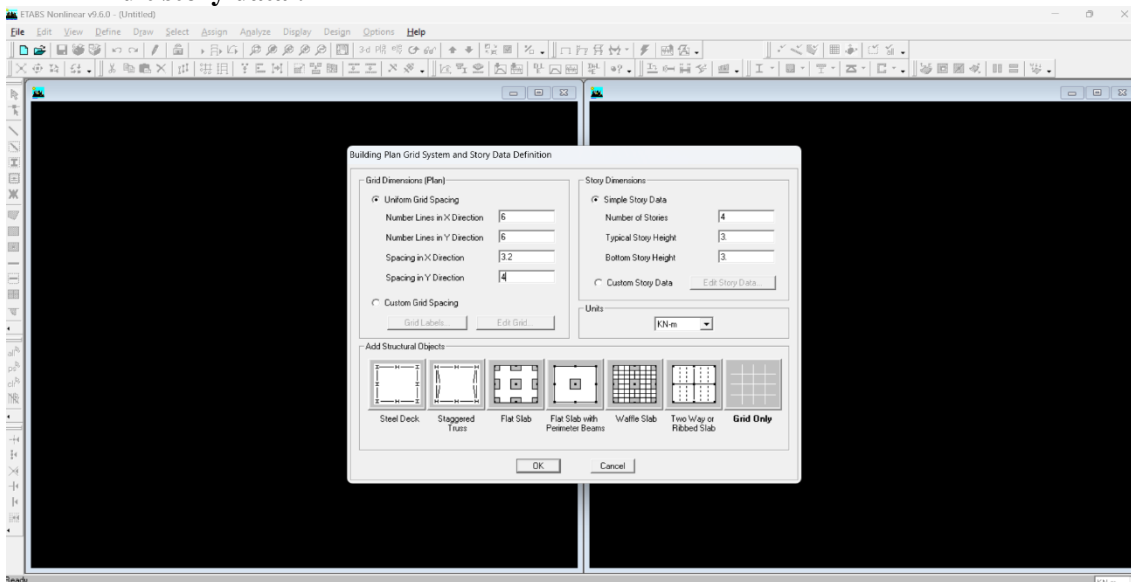 ETABS Nonlinear v9.6.0 - (Untitled)
File Edit View Define Draw Select Assign Analyze Display Design Options Help
Building Plan Grid System and Story Data Definition
Grid Dimensions (Plan)
Uniform Grid Spacing
Number Lines in X Direction 6
Number Lines in Y Direction 6
Spacing in X Direction 3.2
Spacing in Y Direction 4
Custom Grid Spacing
Grid Labels... Edit Grid...
Story Dimensions
Simple Story Data
Number of Stories 4
Typical Story Height 3.
Bottom Story Height 3.
Custom Story Data Edit Story Data...
Units
KN-m
Add Structural Objects
Steel Deck
Staggered
Truss
Flat Slab
Flat Slab with
Perimeter Beams
Waffle Slab
Two Way or
Ribbed Slab
Grid Only
OK Cancel
Ready